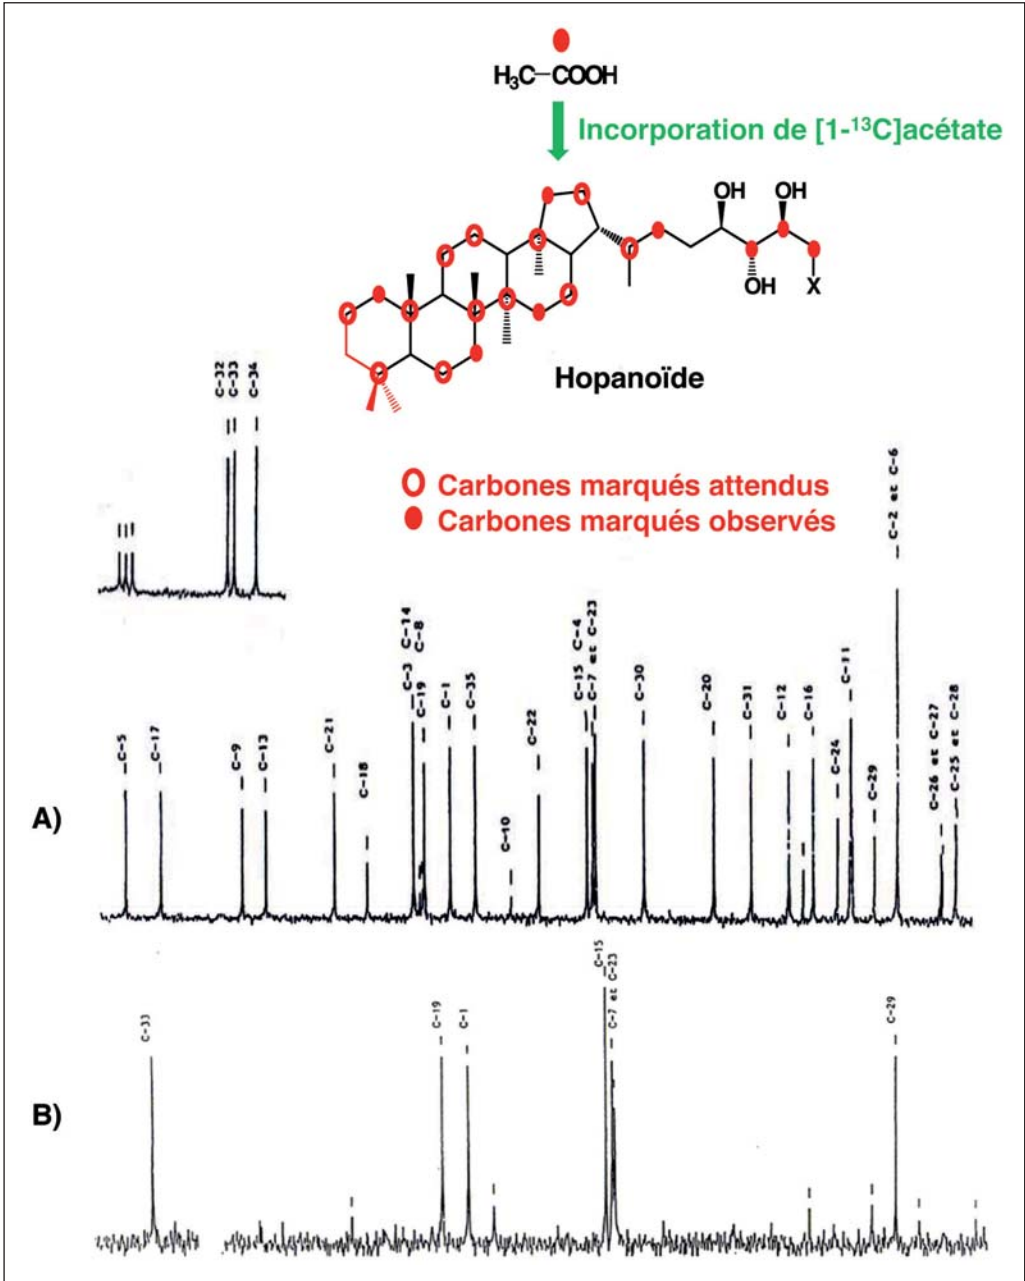 H₃C-COOH
Incorporation de [1-¹³C]acétate
OH
OH
OH
X
Hopanoïde
Carbones marqués attendus
Carbones marqués observés
C-32
C-33
C-34
A)
C-5
C-17
C-9
C-13
C-21
C-18
C-3 C-14
C-19 C-8
C-1
C-35
C-10
C-22
C-15 C-4
C-7 et C-23
C-30
C-20
C-31
C-12
C-16
C-24
C-11
C-29
C-2 et C-6
C-26 et C-27
C-25 et C-28
B)
C-33
C-19
C-1
C-15
C-7 et C-23
C-29